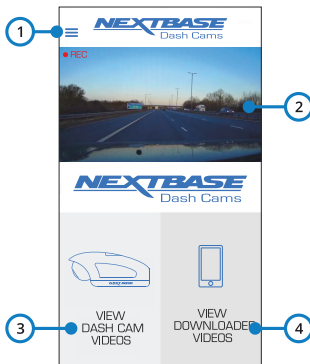 1
NEXTBASE
Dash Cams
REC
2
NEXTBASE
Dash Cams
VIEW
DASH CAM
VIDEOS
VIEW
DOWNLOADED
VIDEOS
3
4